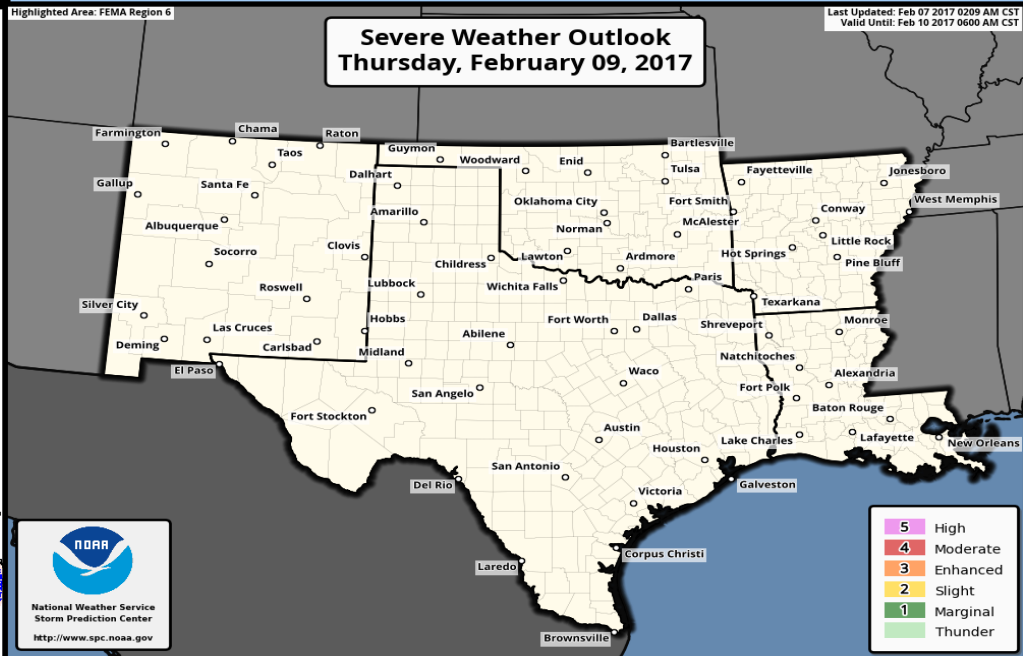 Highlighted Area: FEMA Region 6
Last Updated: Feb 07 2017 0209 AM CST
Valid Until: Feb 10 2017 0600 AM CST
Severe Weather Outlook
Thursday, February 09, 2017
Farmington
Chama
Raton
Guymon
Bartlesville
Taos
Woodward
Enid
Dalhart
Tulsa
Fayetteville
Jonesboro
Gallup
Santa Fe
Oklahoma City
Fort Smith
West Memphis
Amarillo
Conway
Albuquerque
Norman
McAlester
Little Rock
Socorro
Clovis
Childress
Lawton
Ardmore
Hot Springs
Pine Bluff
Roswell
Lubbock
Wichita Falls
Paris
Silver City
Texarkana
Hobbs
Las Cruces
Abilene
Fort Worth
Dallas
Shreveport
Monroe
Deming
Carlsbad
Midland
Natchitoches
El Paso
Waco
Alexandria
San Angelo
Fort Polk
Fort Stockton
Baton Rouge
Austin
Lake Charles
Lafayette
New Orleans
Houston
San Antonio
Del Rio
Victoria
Galveston
Corpus Christi
Laredo
Brownsville
NOAA
National Weather Service
Storm Prediction Center
http://www.spc.noaa.gov
5 High
4 Moderate
3 Enhanced
2 Slight
1 Marginal
Thunder